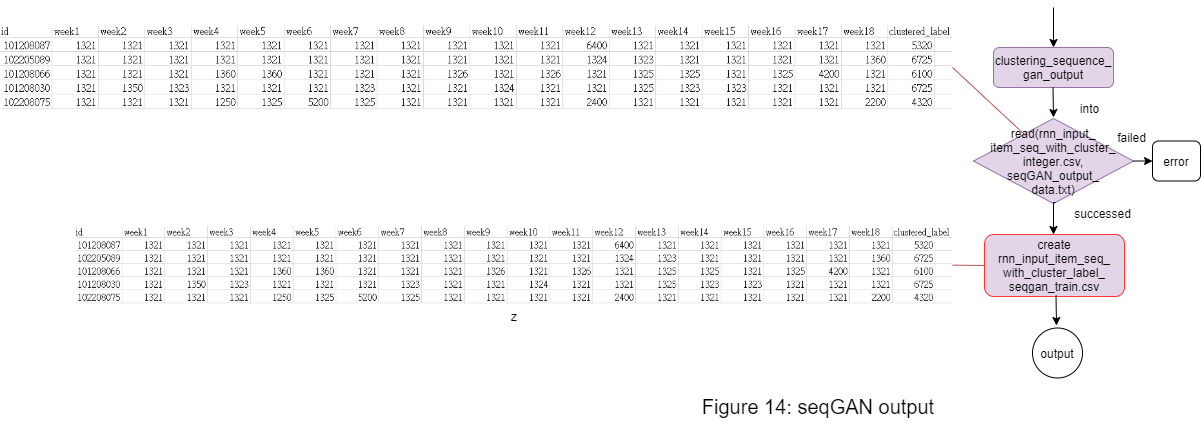 id week1 week2 week3 week4 week5 week6 week7 week8 week9 week10 week11 week12 week13 week14 week15 week16 week17 week18 clustered_label
101208087 1321 1321 1321 1321 1321 1321 1321 1321 1321 1321 1321 6400 1321 1321 1321 1321 1321 1321 5320
102205089 1321 1321 1321 1321 1321 1321 1321 1321 1321 1321 1321 1324 1323 1321 1321 1321 1321 1360 6725
101208066 1321 1321 1321 1360 1360 1321 1321 1321 1326 1321 1326 1321 1325 1325 1321 1325 4200 1321 6100
101208030 1321 1350 1323 1321 1321 1321 1323 1321 1321 1324 1321 1321 1325 1323 1323 1321 1321 1321 6725
102208075 1321 1321 1321 1250 1325 5200 1325 1321 1321 1321 1321 2400 1321 1321 1321 1321 1321 2200 4320
clustering_sequence_
gan_output
into
read(rnn_input_
item_seq_with_cluster_
integer.csv,
seqGAN_output_
data.txt)
failed
error
successed
id week1 week2 week3 week4 week5 week6 week7 week8 week9 week10 week11 week12 week13 week14 week15 week16 week17 week18 clustered_label
101208087 1321 1321 1321 1321 1321 1321 1321 1321 1321 1321 1321 6400 1321 1321 1321 1321 1321 1321 5320
102205089 1321 1321 1321 1321 1321 1321 1321 1321 1321 1321 1321 1324 1323 1321 1321 1321 1321 1360 6725
101208066 1321 1321 1321 1360 1360 1321 1321 1321 1326 1321 1326 1321 1325 1325 1321 1325 4200 1321 6100
101208030 1321 1350 1323 1321 1321 1321 1323 1321 1321 1324 1321 1321 1325 1323 1323 1321 1321 1321 6725
102208075 1321 1321 1321 1250 1325 5200 1325 1321 1321 1321 1321 2400 1321 1321 1321 1321 1321 2200 4320
create
rnn_input_item_seq_
with_cluster_label_
seqgan_train.csv
z
output
Figure 14: seqGAN output